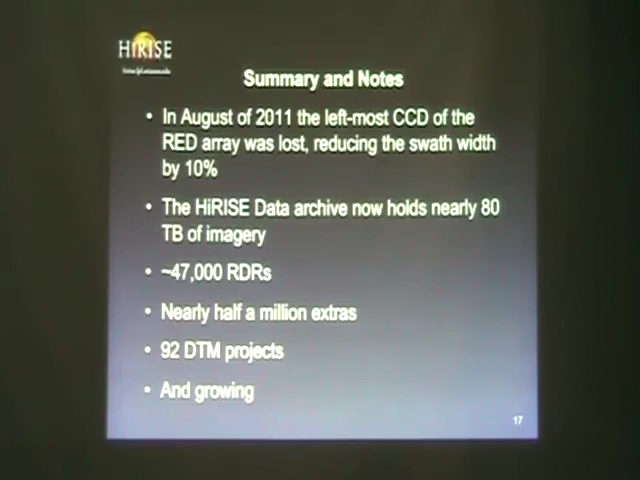 HiRISE
Summary and Notes
• In August of 2011 the left-most CCD of the
RED array was lost, reducing the swath width
by 10%
• The HiRISE Data archive now holds nearly 80
TB of imagery
• ~47,000 RDRs
• Nearly half a million extras
• 92 DTM projects
• And growing
17